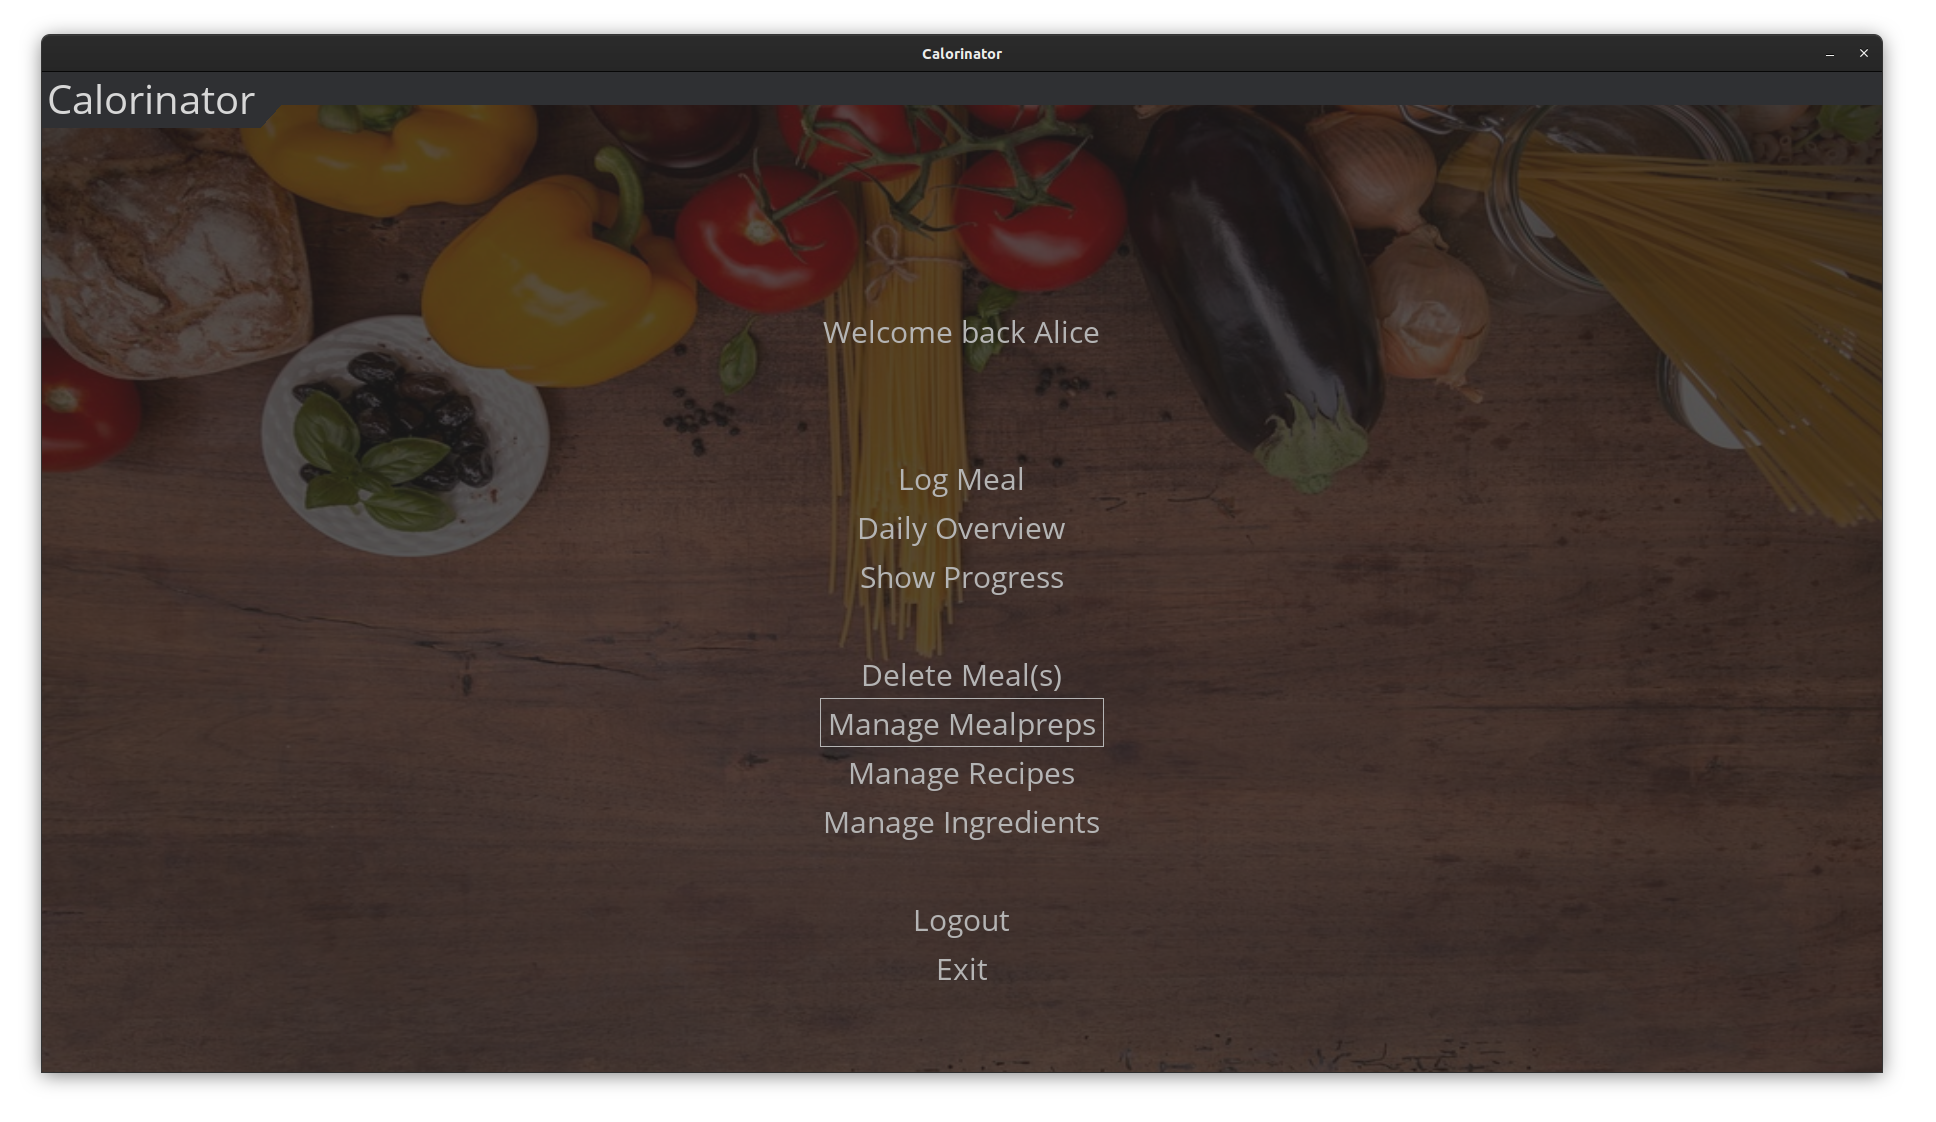 Calorinator
Calorinator
Welcome back Alice
Log Meal
Daily Overview
Show Progress
Delete Meal(s)
Manage Mealpreps
Manage Recipes
Manage Ingredients
Logout
Exit